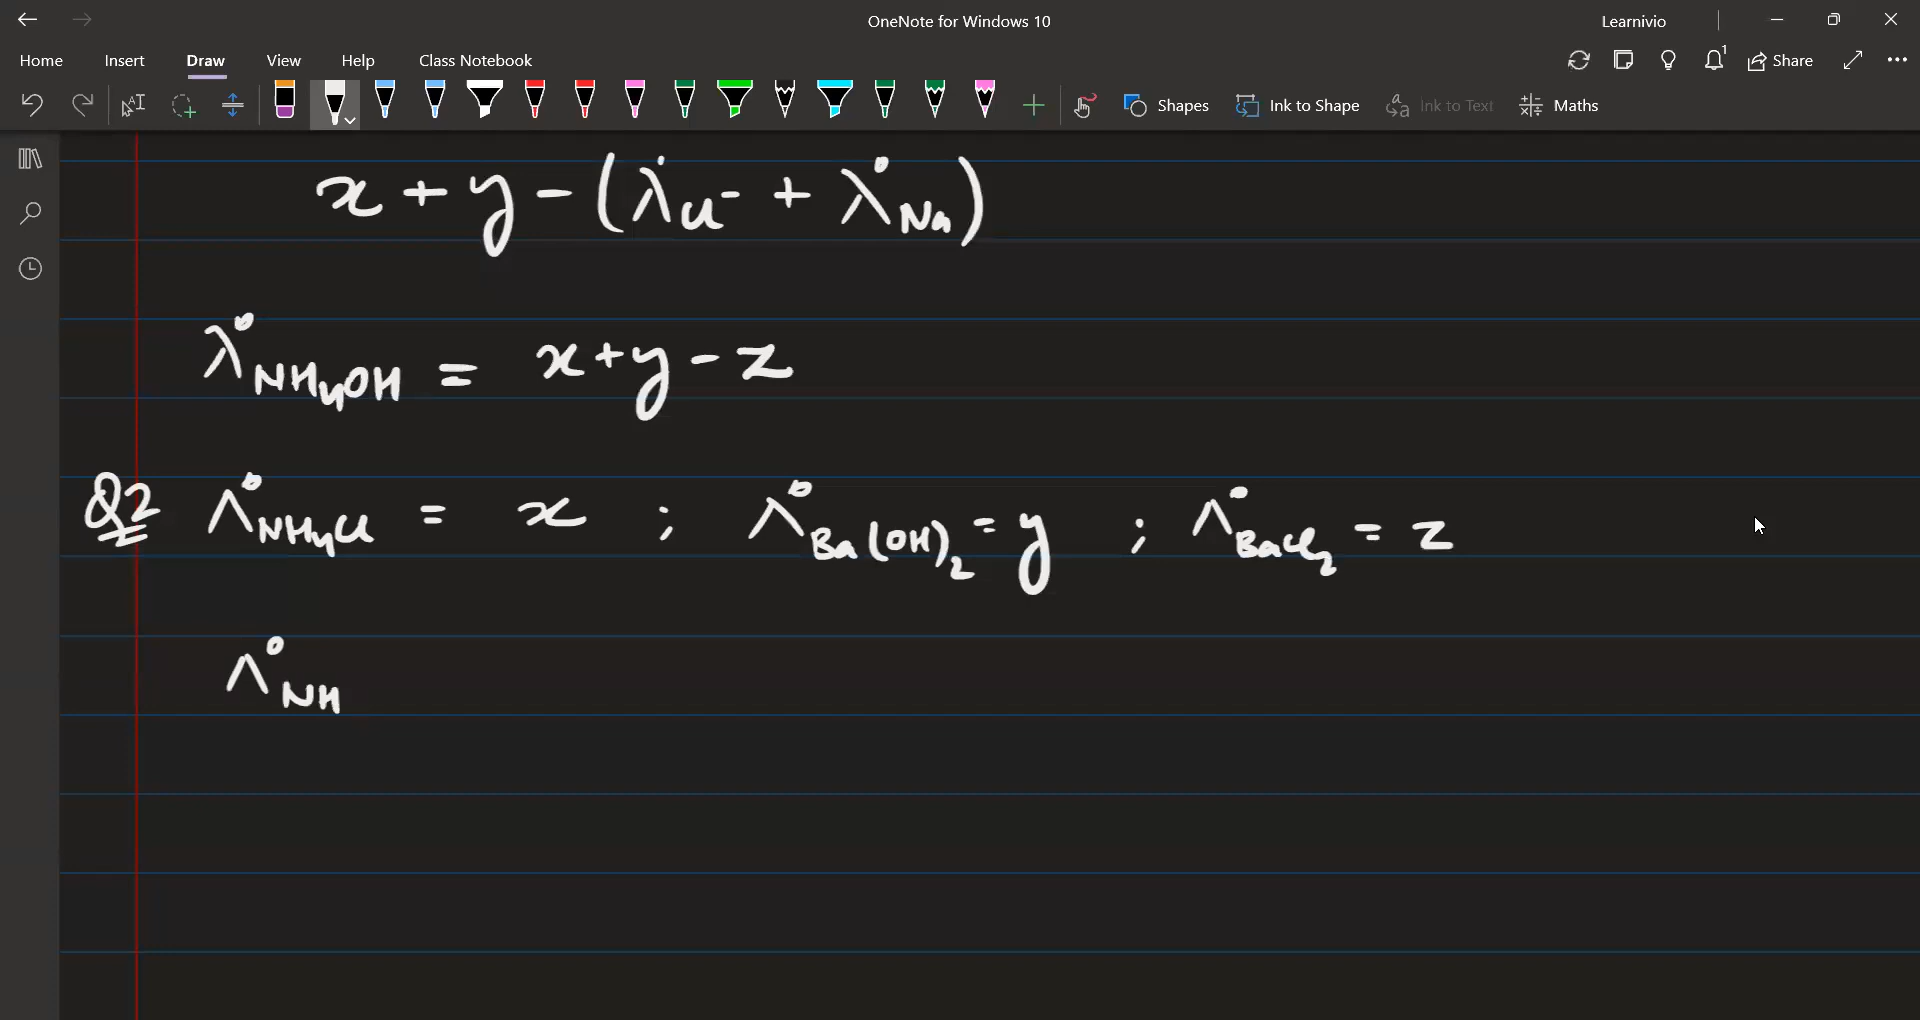 OneNote for Windows 10 Learnivio
Home Insert Draw View Help Class Notebook 1 Share
Shapes Ink to Shape Ink to Text Maths
x + y - (λ°Cl⁻ + λ°Na)
λ°NH₄OH = x + y - z
Q2 Λ°NH₄Cl = x ; Λ°Ba(OH)₂ = y ; Λ°BaCl₂ = z
Λ°NH